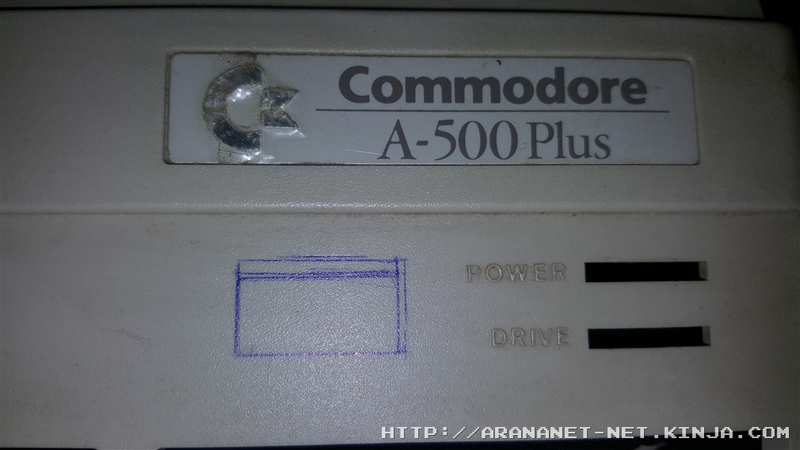 Commodore
A-500 Plus
POWER
DRIVE
HTTP://ARANANET-NET.KINJA.COM